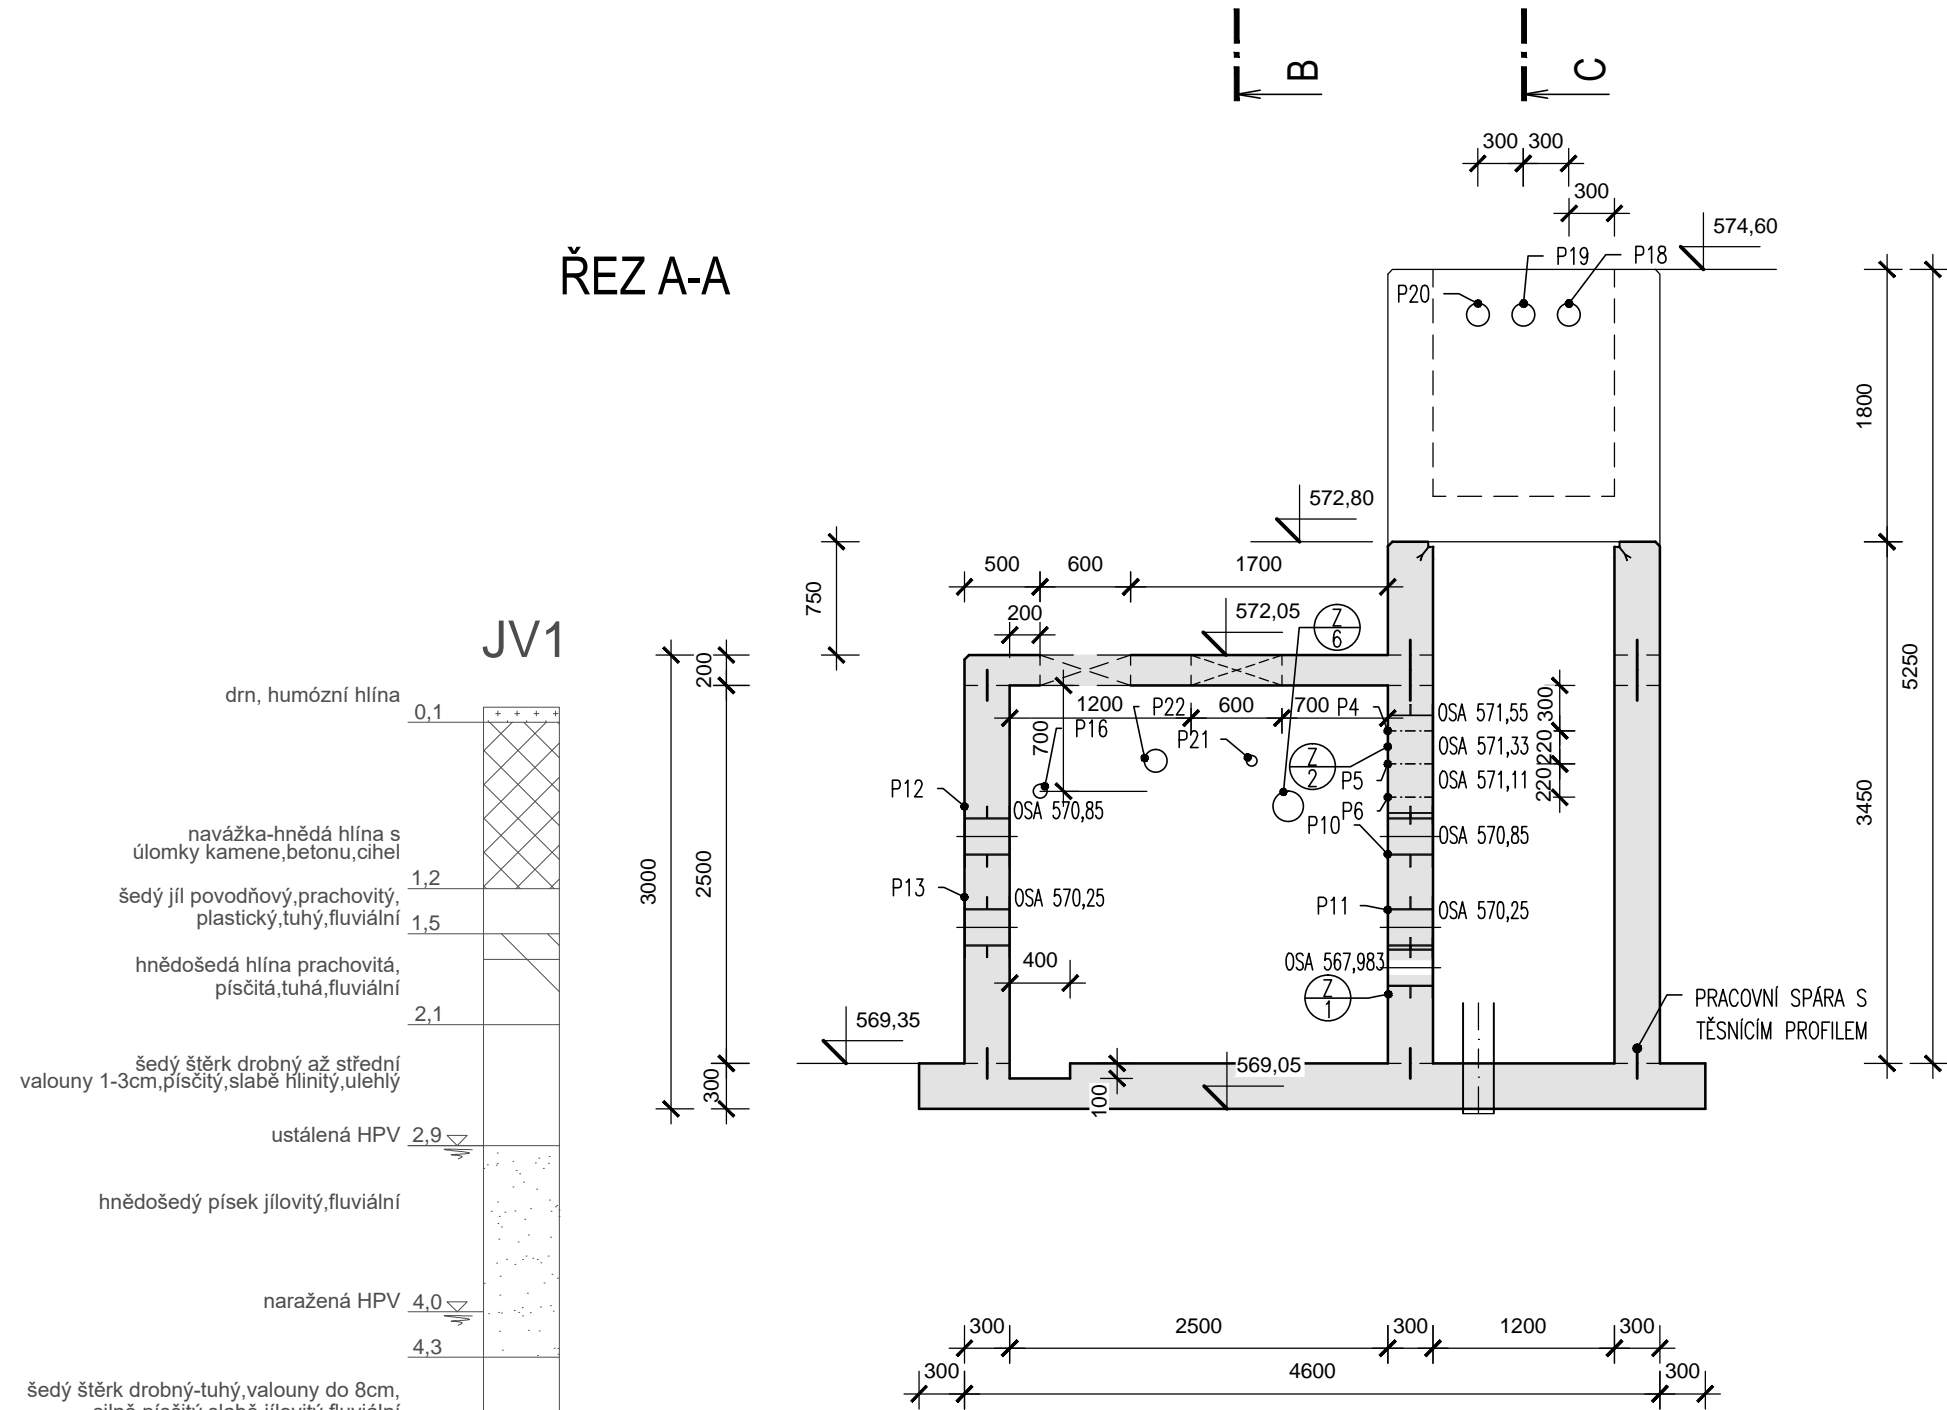 B
C
300 300
300
574,60
ŘEZ A-A
P19
P18
P20
1800
572,80
500
600
1700
750
200
572,05
Z
6
JV1
200
5250
drn, humózní hlína
0,1
1200
P22
600
700
P4
OSA 571,55
300
700
P16
P21
OSA 571,33
220
Z
2
P5
OSA 571,11
220
P12
OSA 570,85
P6
P10
OSA 570,85
3450
navážka-hnědá hlína s
úlomky kamene,betonu,cihel
1,2
3000
2500
šedý jíl povodňový,prachovitý,
plastický,tuhý,fluviální
1,5
P13
OSA 570,25
P11
OSA 570,25
hnědošedá hlína prachovitá,
písčitá,tuhá,fluviální
400
OSA 567,983
Z
1
PRACOVNÍ SPÁRA S
TĚSNÍCÍM PROFILEM
2,1
569,35
šedý štěrk drobný až střední
valouny 1-3cm,písčitý,slabě hlinitý,ulehlý
300
100
569,05
ustálená HPV
2,9
hnědošedý písek jílovitý,fluviální
naražená HPV
4,0
4,3
300
2500
300
1200
300
300
4600
300
šedý štěrk drobný-tuhý,valouny do 8cm,
silně písčitý,slabě jílovitý,fluviální